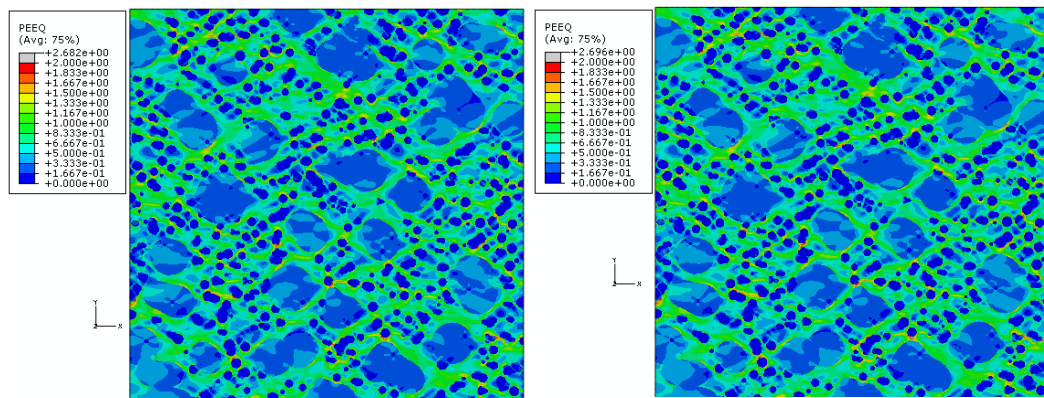 PEEQ
(Avg: 75%)
+2.682e+00
+2.000e+00
+1.833e+00
+1.667e+00
+1.500e+00
+1.333e+00
+1.167e+00
+1.000e+00
+8.333e-01
+6.667e-01
+5.000e-01
+3.333e-01
+1.667e-01
+0.000e+00
Y
Z X
PEEQ
(Avg: 75%)
+2.696e+00
+2.000e+00
+1.833e+00
+1.667e+00
+1.500e+00
+1.333e+00
+1.167e+00
+1.000e+00
+8.333e-01
+6.667e-01
+5.000e-01
+3.333e-01
+1.667e-01
+0.000e+00
Y
Z X